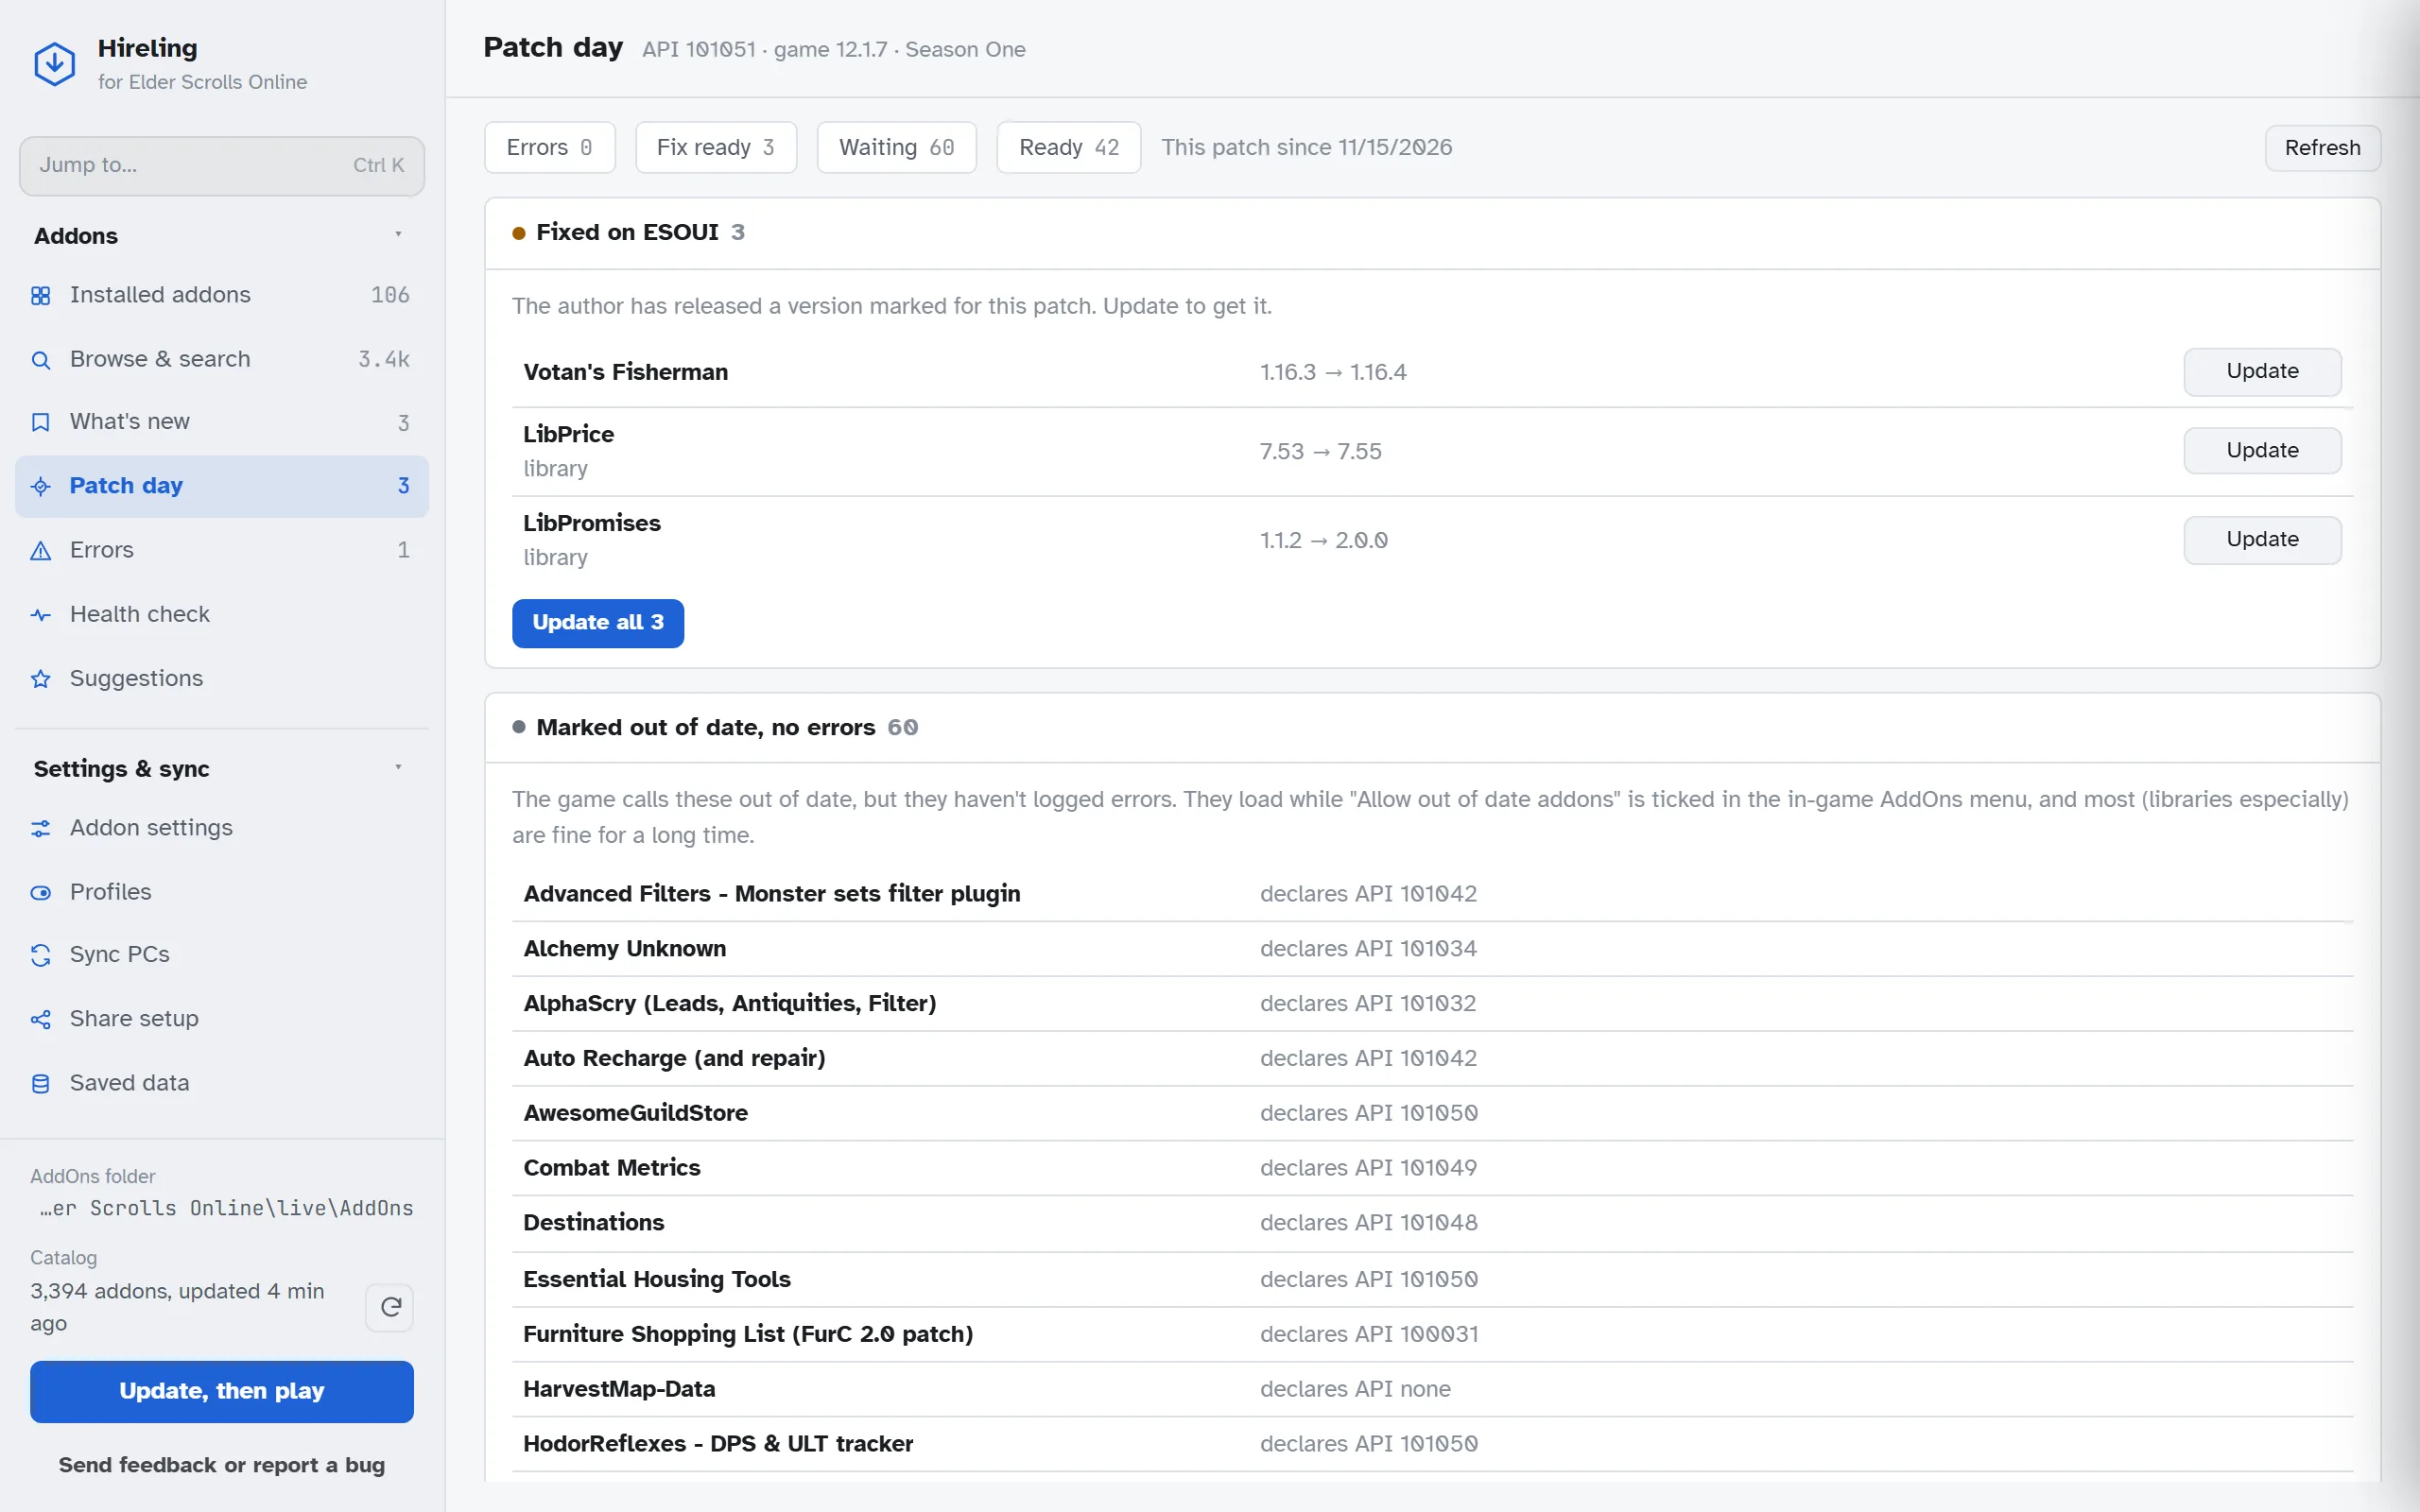 Hireling
for Elder Scrolls Online
Jump to... Ctrl K
Addons
Installed addons 106
Browse & search 3.4k
What's new 3
Patch day 3
Errors 1
Health check
Suggestions
Settings & sync
Addon settings
Profiles
Sync PCs
Share setup
Saved data
AddOns folder
…er Scrolls Online\live\AddOns
Catalog
3,394 addons, updated 4 min
ago
Update, then play
Send feedback or report a bug
Patch day API 101051 · game 12.1.7 · Season One
Errors 0 Fix ready 3 Waiting 60 Ready 42 This patch since 11/15/2026 Refresh
Fixed on ESOUI 3
The author has released a version marked for this patch. Update to get it.
Votan's Fisherman 1.16.3 → 1.16.4 Update
LibPrice 7.53 → 7.55 Update
library
LibPromises 1.1.2 → 2.0.0 Update
library
Update all 3
Marked out of date, no errors 60
The game calls these out of date, but they haven't logged errors. They load while "Allow out of date addons" is ticked in the in-game AddOns menu, and most (libraries especially)
are fine for a long time.
Advanced Filters - Monster sets filter plugin declares API 101042
Alchemy Unknown declares API 101034
AlphaScry (Leads, Antiquities, Filter) declares API 101032
Auto Recharge (and repair) declares API 101042
AwesomeGuildStore declares API 101050
Combat Metrics declares API 101049
Destinations declares API 101048
Essential Housing Tools declares API 101050
Furniture Shopping List (FurC 2.0 patch) declares API 100031
HarvestMap-Data declares API none
HodorReflexes - DPS & ULT tracker declares API 101050